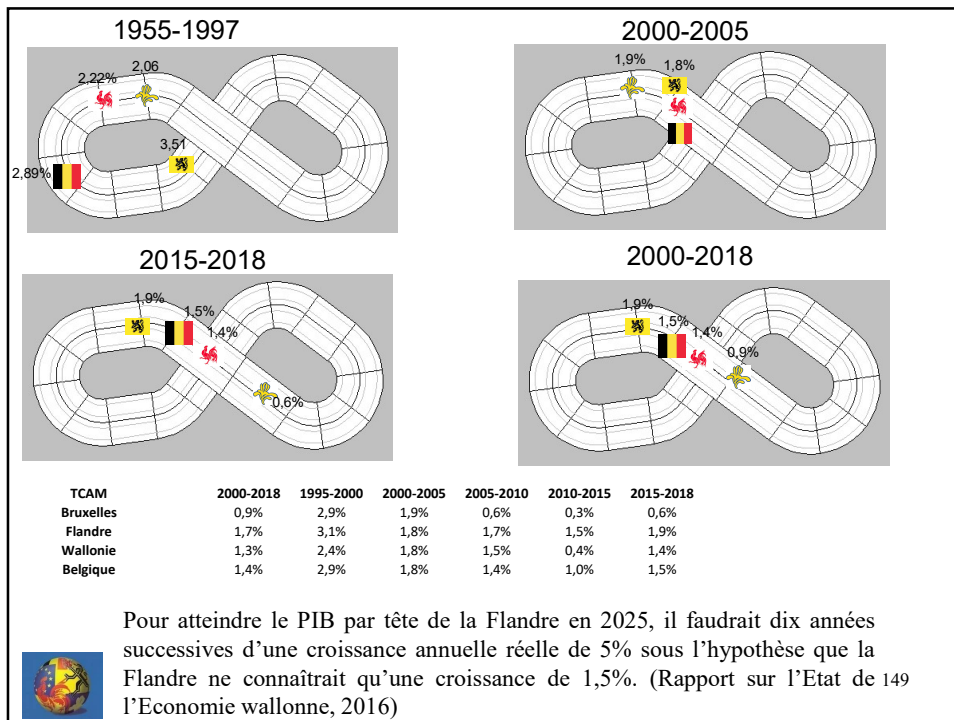 1955-1997
2000-2005
2,22%
2,06
3,51
2,89%
1,9%
1,8%
2015-2018
2000-2018
1,9%
1,5%
1,4%
0,6%
1,9%
1,5%
1,4%
0,9%
TCAM 2000-2018 1995-2000 2000-2005 2005-2010 2010-2015 2015-2018
Bruxelles 0,9% 2,9% 1,9% 0,6% 0,3% 0,6%
Flandre 1,7% 3,1% 1,8% 1,7% 1,5% 1,9%
Wallonie 1,3% 2,4% 1,8% 1,5% 0,4% 1,4%
Belgique 1,4% 2,9% 1,8% 1,4% 1,0% 1,5%
Pour atteindre le PIB par tête de la Flandre en 2025, il faudrait dix années
successives d’une croissance annuelle réelle de 5% sous l’hypothèse que la
Flandre ne connaîtrait qu’une croissance de 1,5%. (Rapport sur l’Etat de 149
l’Economie wallonne, 2016)